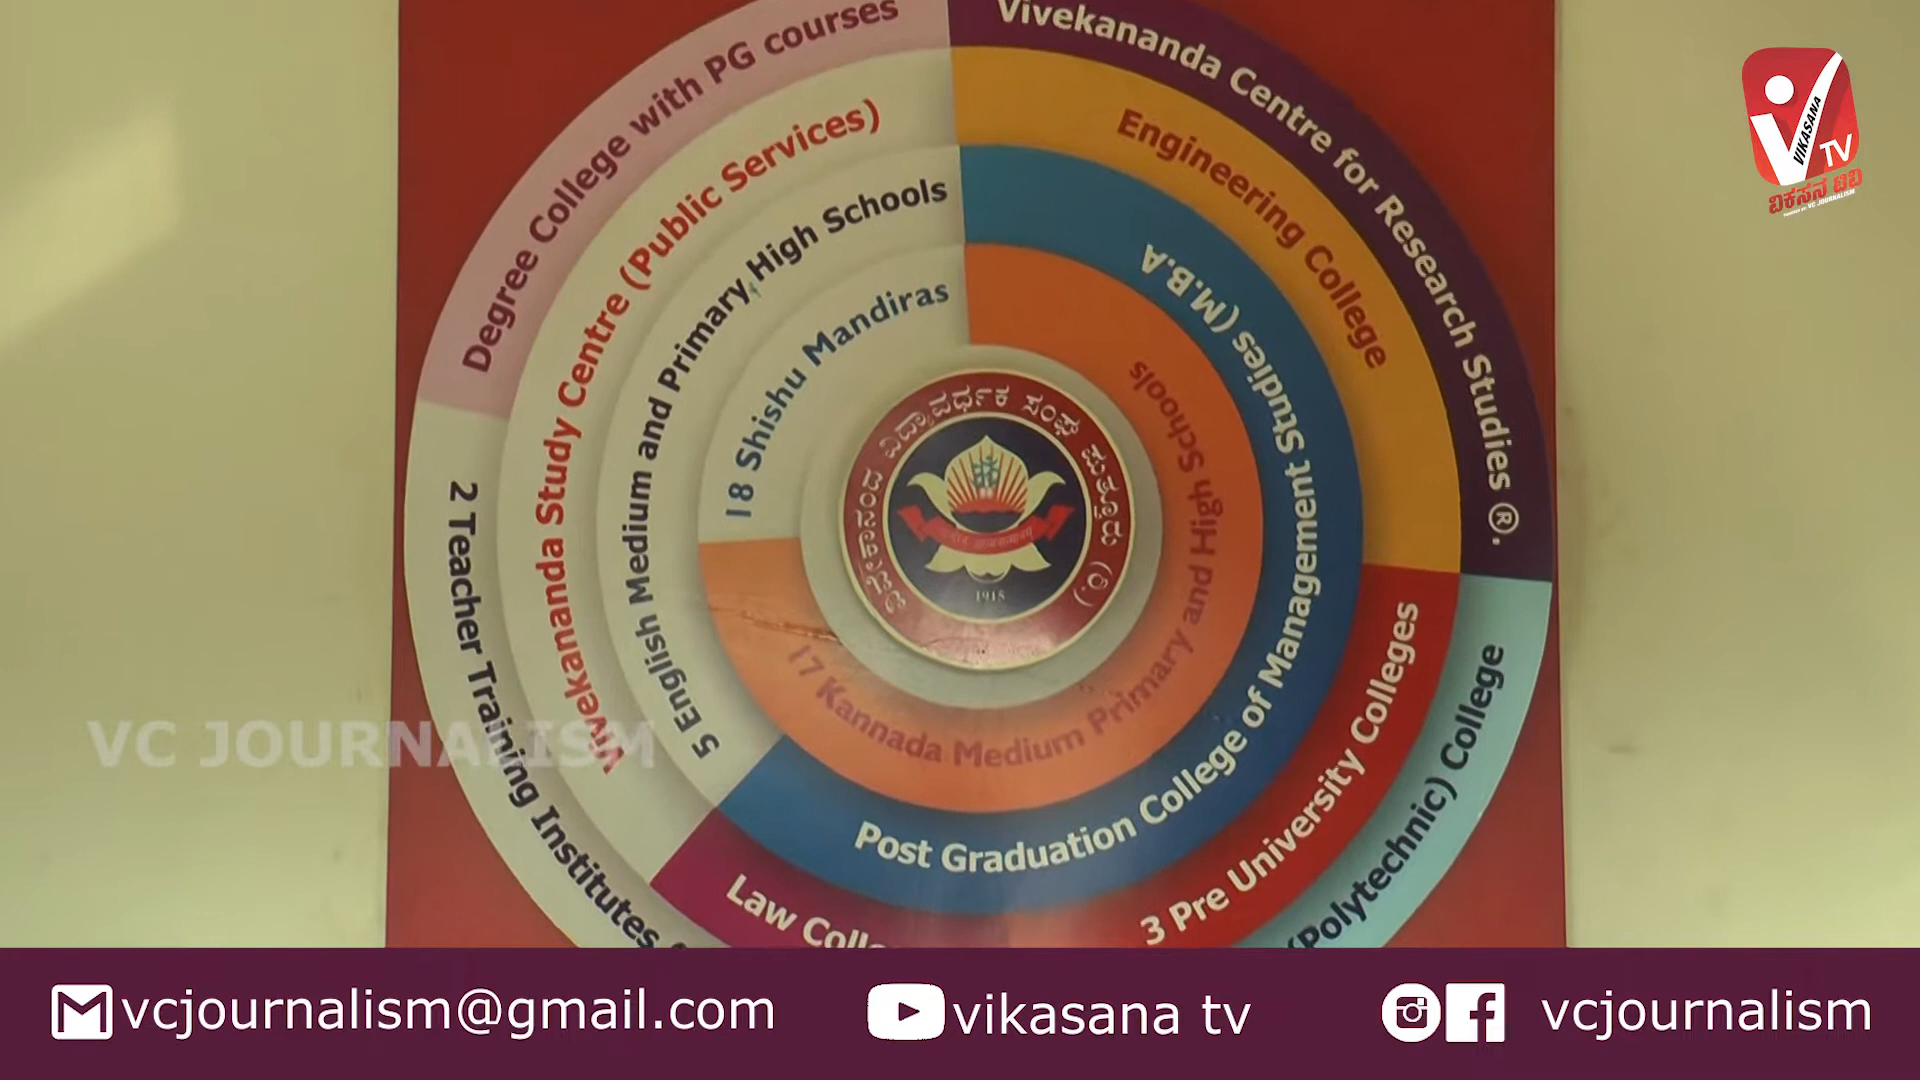 Degree College with PG courses
Vivekananda Centre for Research Studies ®.
Vivekananda Study Centre (Public Services)
Engineering College
5 English Medium and Primary, High Schools
Post Graduation College of Management Studies (M.B.A
18 Shishu Mandiras
17 Kannada Medium Primary and High Schools
2 Teacher Training Institutes
Law
3 Pre University Colleges
(Polytechnic) College
ವಿವೇಕಾನಂದ ವಿದ್ಯಾವರ್ಧಕ ಸಂಘ ಪುತ್ತೂರು (ರಿ.)
1915
VIKASANA
TV
ವಿಕಸನ ಟಿವಿ
VC JOURNALISM
vcjournalism@gmail.com
vikasana tv
vcjournalism